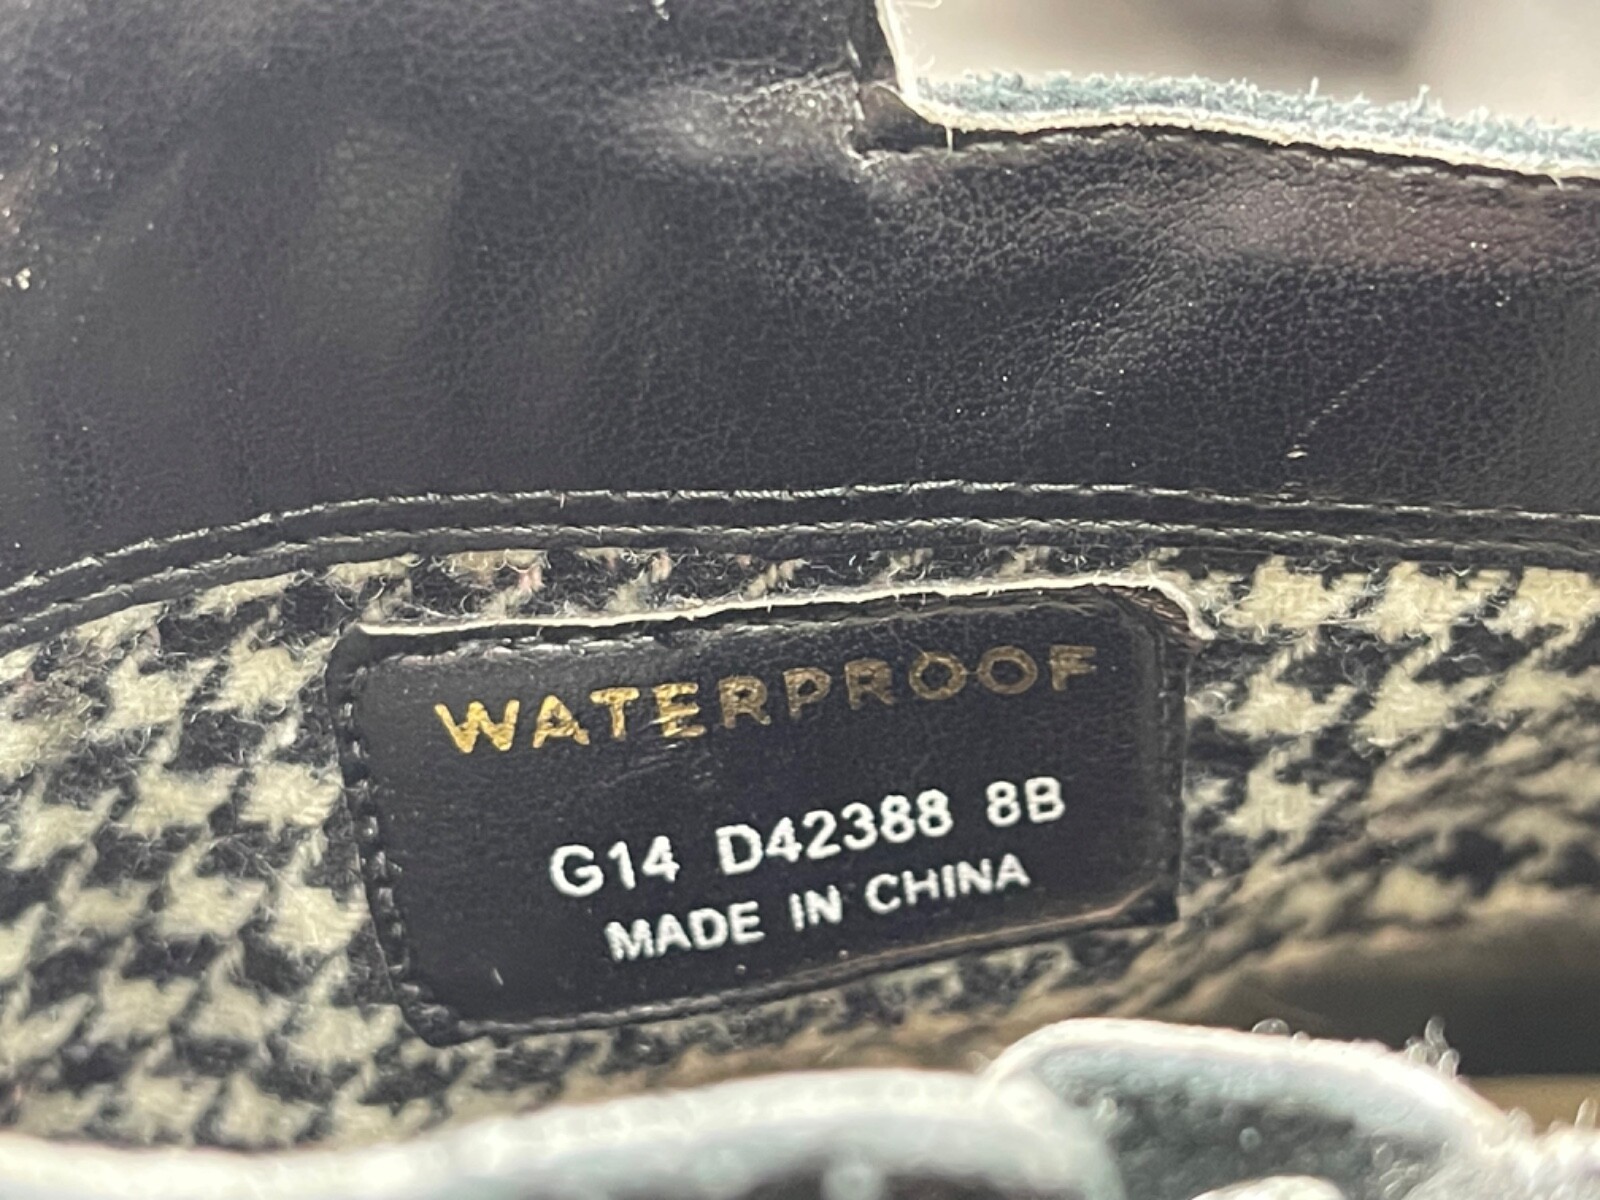 WATERPROOF
G14 D42388 8B
MADE IN CHINA